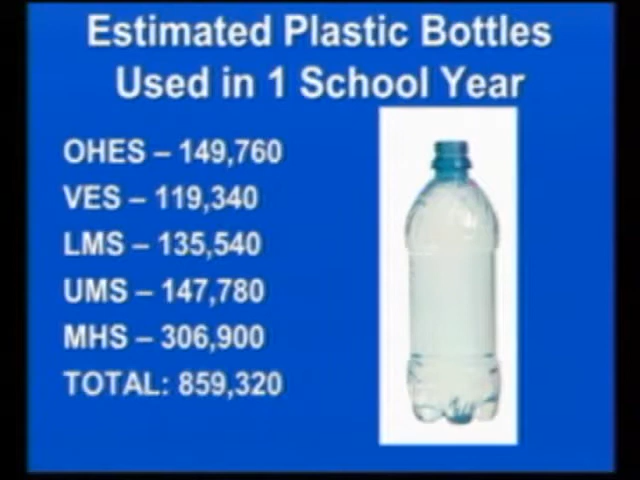 Estimated Plastic Bottles
Used in 1 School Year
OHES – 149,760
VES – 119,340
LMS – 135,540
UMS – 147,780
MHS – 306,900
TOTAL: 859,320